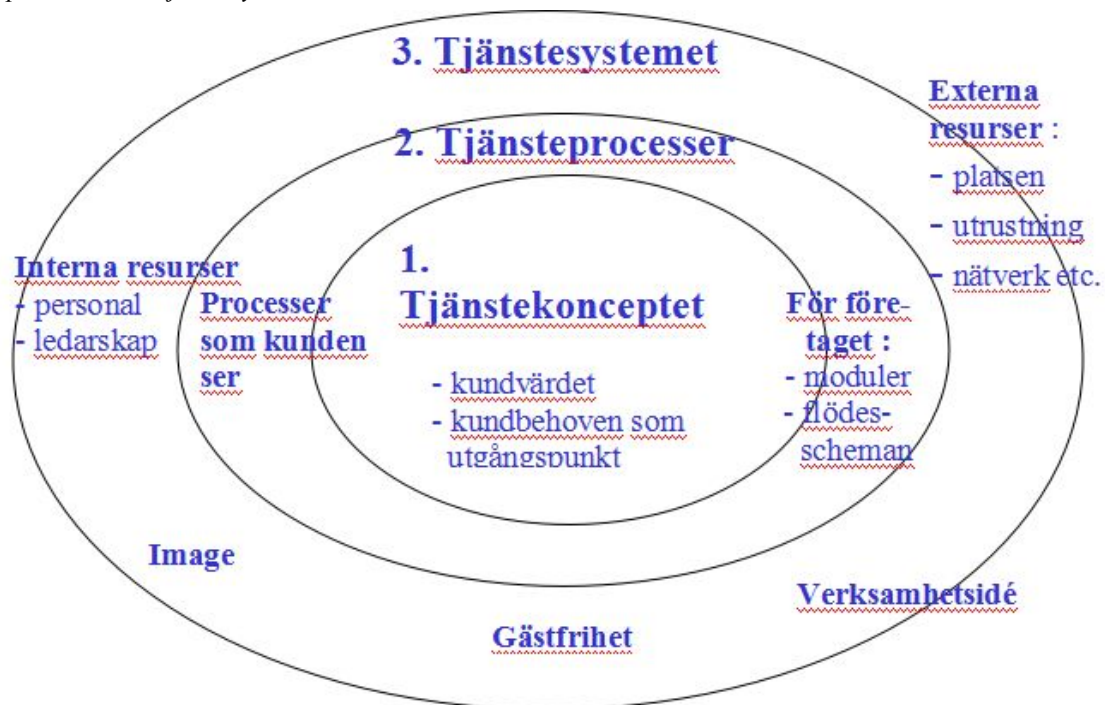 3. Tjänstesystemet
Externa
resurser :
- platsen
- utrustning
- nätverk etc.
2. Tjänsteprocesser
1.
Tjänstekonceptet
- kundvärdet
- kundbehoven som
utgångspunkt
Interna resurser
- personal
- ledarskap
Processer
som kunden
ser
För före-
taget :
- moduler
- flödes-
scheman
Image
Gästfrihet
Verksamhetsidé